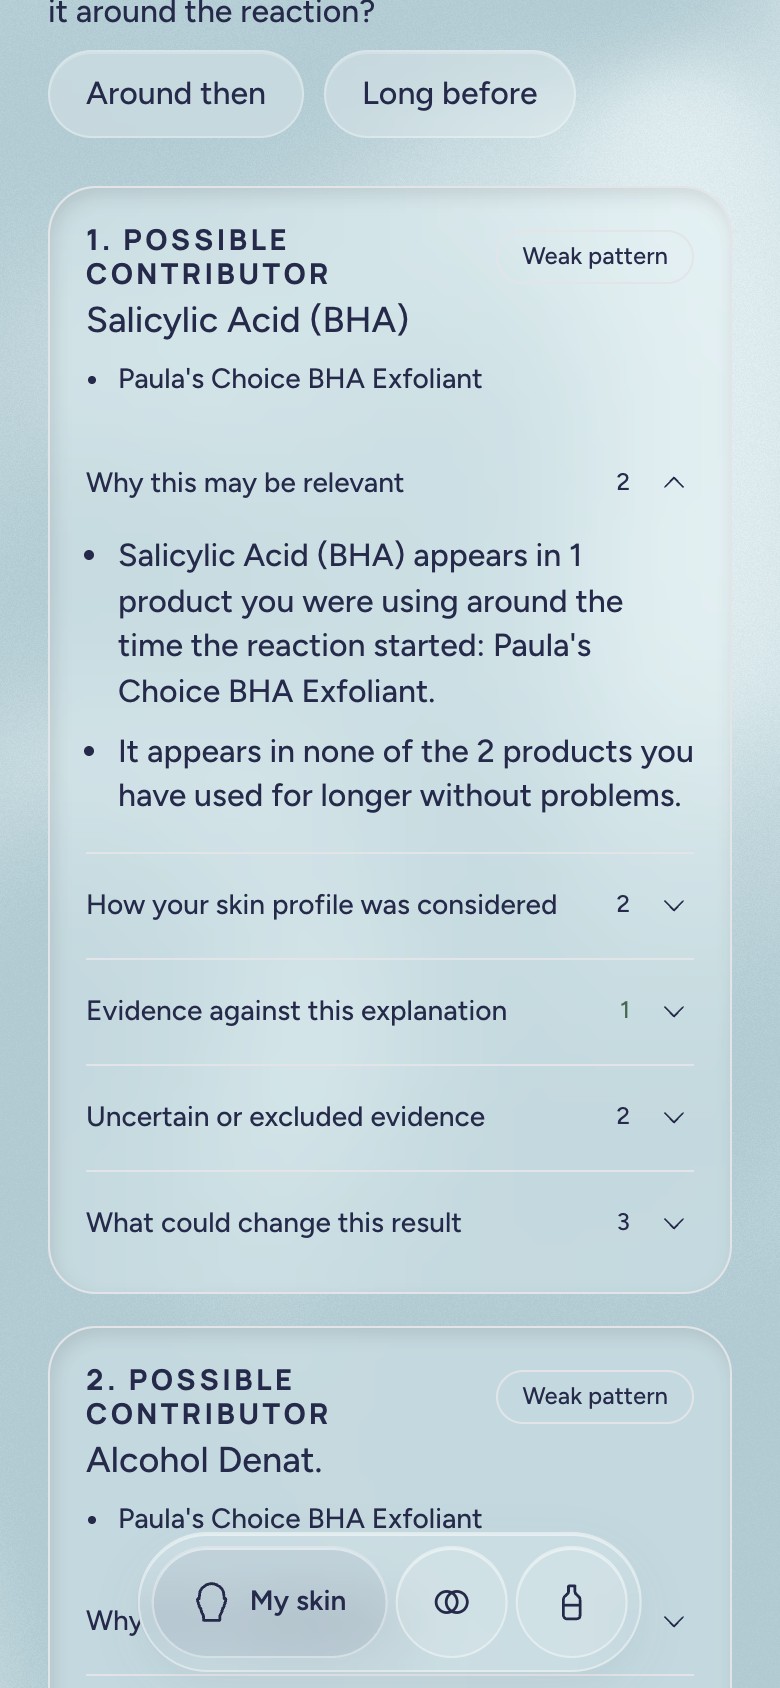 it around the reaction?
Around then
Long before
1. POSSIBLE
CONTRIBUTOR
Weak pattern
Salicylic Acid (BHA)
• Paula's Choice BHA Exfoliant
Why this may be relevant 2
• Salicylic Acid (BHA) appears in 1
product you were using around the
time the reaction started: Paula's
Choice BHA Exfoliant.
• It appears in none of the 2 products you
have used for longer without problems.
How your skin profile was considered 2
Evidence against this explanation 1
Uncertain or excluded evidence 2
What could change this result 3
2. POSSIBLE
CONTRIBUTOR
Weak pattern
Alcohol Denat.
• Paula's Choice BHA Exfoliant
Why
My skin